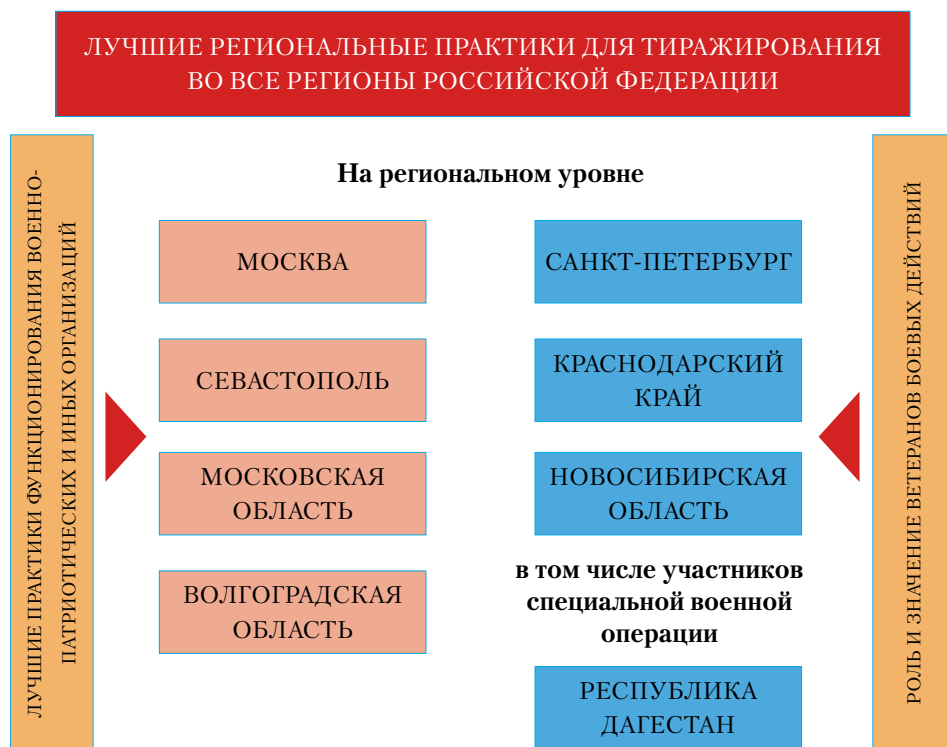 ЛУЧШИЕ РЕГИОНАЛЬНЫЕ ПРАКТИКИ ДЛЯ ТИРАЖИРОВАНИЯ
ВО ВСЕ РЕГИОНЫ РОССИЙСКОЙ ФЕДЕРАЦИИ
ЛУЧШИЕ ПРАКТИКИ ФУНКЦИОНИРОВАНИЯ ВОЕННО-
ПАТРИОТИЧЕСКИХ И ИНЫХ ОРГАНИЗАЦИЙ
На региональном уровне
МОСКВА
СЕВАСТОПОЛЬ
МОСКОВСКАЯ
ОБЛАСТЬ
ВОЛГОГРАДСКАЯ
ОБЛАСТЬ
САНКТ-ПЕТЕРБУРГ
КРАСНОДАРСКИЙ
КРАЙ
НОВОСИБИРСКАЯ
ОБЛАСТЬ
в том числе участников
специальной военной
операции
РЕСПУБЛИКА
ДАГЕСТАН
РОЛЬ И ЗНАЧЕНИЕ ВЕТЕРАНОВ БОЕВЫХ ДЕЙСТВИЙ